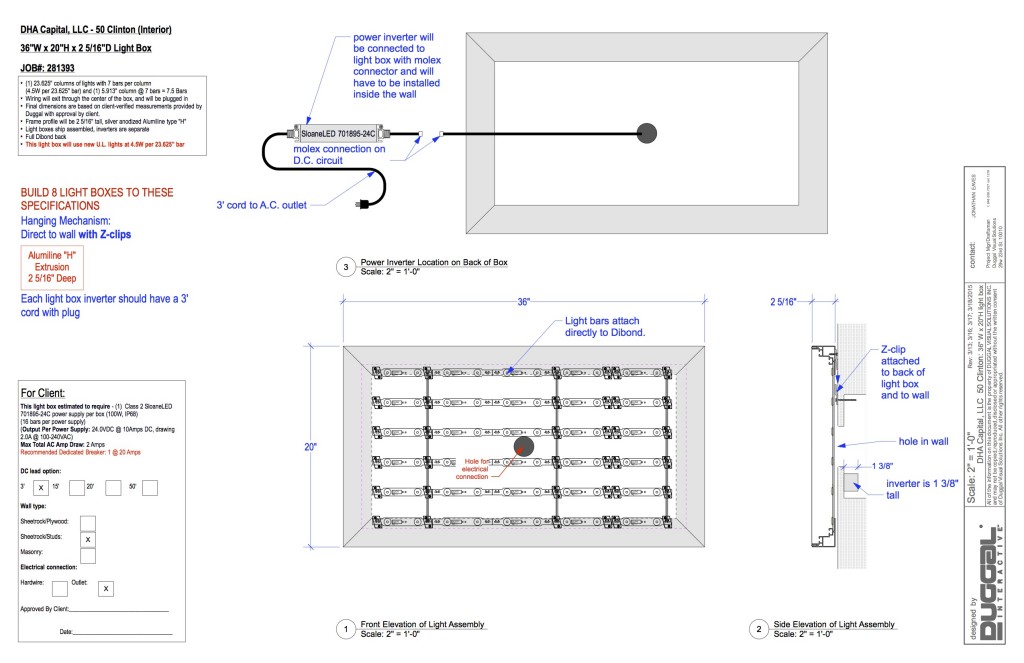 DHA Capital, LLC - 50 Clinton (Interior)
36"W x 20"H x 2 5/16"D Light Box
JOB#: 281393
• (1) 23.625" columns of lights with 7 bars per column
(4.5W per 23.625" bar) and (1) 5.913" column @ 7 bars = 7.5 Bars
• Wiring will exit through the center of the box, and will be plugged in
• Final dimensions are based on client-verified measurements provided by
Duggal with approval by client.
• Frame profile will be 2 5/16" tall, silver anodized Alumiline type "H"
• Light boxes ship assembled, inverters are separate
• Full Dibond back
• This light box will use new U.L. lights at 4.5W per 23.625" bar
BUILD 8 LIGHT BOXES TO THESE
SPECIFICATIONS
Hanging Mechanism:
Direct to wall with Z-clips
Alumiline "H"
Extrusion
2 5/16" Deep
Each light box inverter should have a 3'
cord with plug
For Client:
This light box estimated to require - (1) Class 2 SloaneLED
701895-24C power supply per box (100W, IP68)
(16 bars per power supply)
(Output Per Power Supply: 24.0VDC @ 10Amps DC, drawing
2.0A @ 100-240VAC)
Max Total AC Amp Draw: 2 Amps
Recommended Dedicated Breaker: 1 @ 20 Amps
DC lead option:
3' X 15' 20' 50'
Wall type:
Sheetrock/Plywood:
Sheetrock/Studs: X
Masonry:
Electrical connection:
Hardwire: Outlet: X
Approved By Client:
Date:
power inverter will
be connected to
light box with molex
connector and will
have to be installed
inside the wall
SloaneLED 701895-24C
molex connection on
D.C. circuit
3' cord to A.C. outlet
3 Power Inverter Location on Back of Box
Scale: 2" = 1'-0"
36"
Light bars attach
directly to Dibond.
20"
Hole for
electrical
connection
1 Front Elevation of Light Assembly
Scale: 2" = 1'-0"
2 5/16"
Z-clip
attached
to back of
light box
and to wall
hole in wall
1 3/8"
inverter is 1 3/8"
tall
2 Side Elevation of Light Assembly
Scale: 2" = 1'-0"
contact:
JONATHAN EAVES
Project Mgr/Draftsman
Duggal Visual Solutions
Scale: 2" = 1'-0"
Rev: 3/13; 3/16; 3/17; 3/18/2015
DHA Capital, LLC 50 Clinton: 36" W x 20"H light box
All of the information on this document is the property of DUGGAL VISUAL SOLUTIONS INC
and may not be copied, reproduced, disclosed or appropriated without the written consent
of Duggal Visual Solutions Inc. All other rights reserved.
designed by
DUGGAL
INTERACTIVE